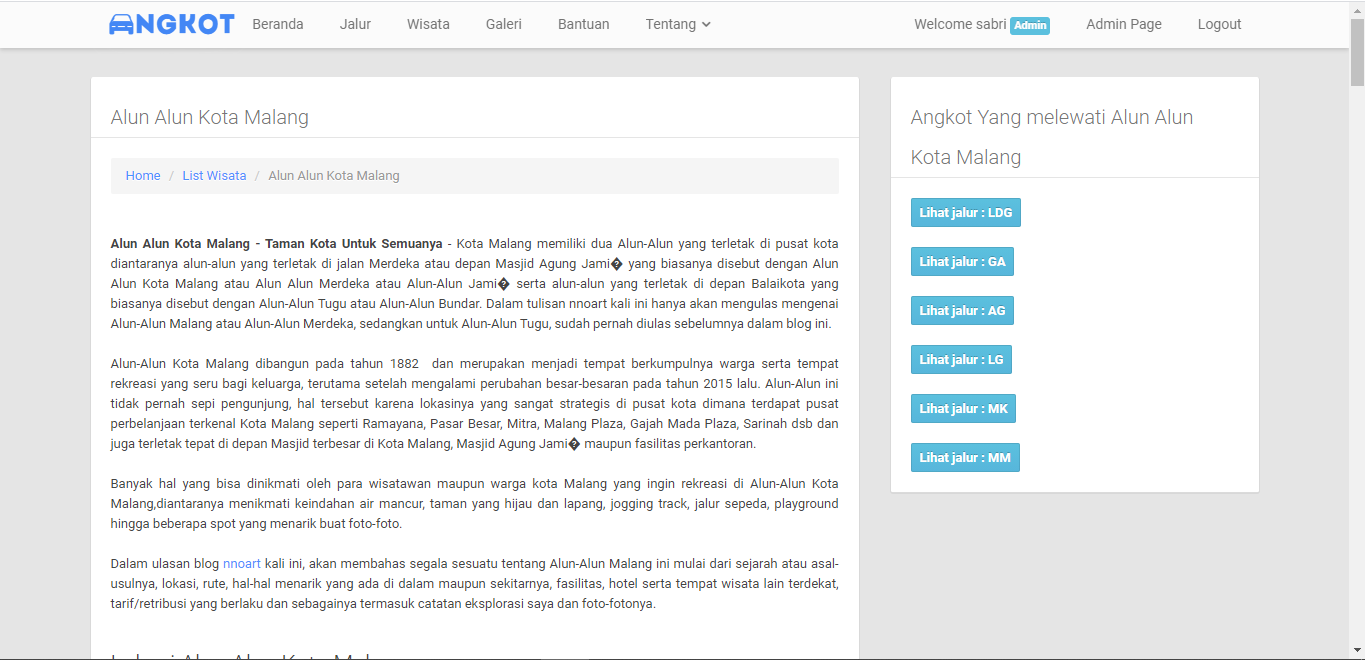 ANGKOT Beranda Jalur Wisata Galeri Bantuan Tentang Welcome sabri Admin Admin Page Logout
Alun Alun Kota Malang
Home / List Wisata / Alun Alun Kota Malang
Alun Alun Kota Malang - Taman Kota Untuk Semuanya - Kota Malang memiliki dua Alun-Alun yang terletak di pusat kota
diantaranya alun-alun yang terletak di jalan Merdeka atau depan Masjid Agung Jami� yang biasanya disebut dengan Alun
Alun Kota Malang atau Alun Alun Merdeka atau Alun-Alun Jami� serta alun-alun yang terletak di depan Balaikota yang
biasanya disebut dengan Alun-Alun Tugu atau Alun-Alun Bundar. Dalam tulisan nnoart kali ini hanya akan mengulas mengenai
Alun-Alun Malang atau Alun-Alun Merdeka, sedangkan untuk Alun-Alun Tugu, sudah pernah diulas sebelumnya dalam blog ini.
Alun-Alun Kota Malang dibangun pada tahun 1882 dan merupakan menjadi tempat berkumpulnya warga serta tempat
rekreasi yang seru bagi keluarga, terutama setelah mengalami perubahan besar-besaran pada tahun 2015 lalu. Alun-Alun ini
tidak pernah sepi pengunjung, hal tersebut karena lokasinya yang sangat strategis di pusat kota dimana terdapat pusat
perbelanjaan terkenal Kota Malang seperti Ramayana, Pasar Besar, Mitra, Malang Plaza, Gajah Mada Plaza, Sarinah dsb dan
juga terletak tepat di depan Masjid terbesar di Kota Malang, Masjid Agung Jami� maupun fasilitas perkantoran.
Banyak hal yang bisa dinikmati oleh para wisatawan maupun warga kota Malang yang ingin rekreasi di Alun-Alun Kota
Malang,diantaranya menikmati keindahan air mancur, taman yang hijau dan lapang, jogging track, jalur sepeda, playground
hingga beberapa spot yang menarik buat foto-foto.
Dalam ulasan blog nnoart kali ini, akan membahas segala sesuatu tentang Alun-Alun Malang ini mulai dari sejarah atau asal-
usulnya, lokasi, rute, hal-hal menarik yang ada di dalam maupun sekitarnya, fasilitas, hotel serta tempat wisata lain terdekat,
tarif/retribusi yang berlaku dan sebagainya termasuk catatan eksplorasi saya dan foto-fotonya.
Angkot Yang melewati Alun Alun
Kota Malang
Lihat jalur : LDG
Lihat jalur : GA
Lihat jalur : AG
Lihat jalur : LG
Lihat jalur : MK
Lihat jalur : MM